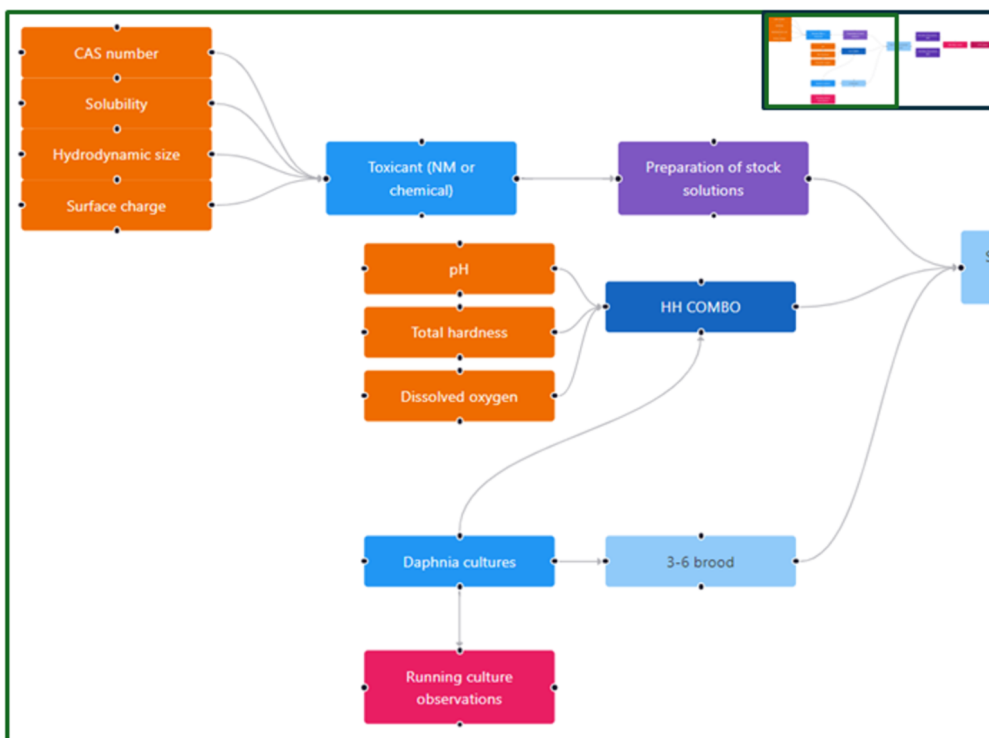 CAS number
Solubility
Hydrodynamic size
Surface charge
Toxicant (NM or
chemical)
Preparation of stock
solutions
S
pH
Total hardness
Dissolved oxygen
HH COMBO
Daphnia cultures
3-6 brood
Running culture
observations